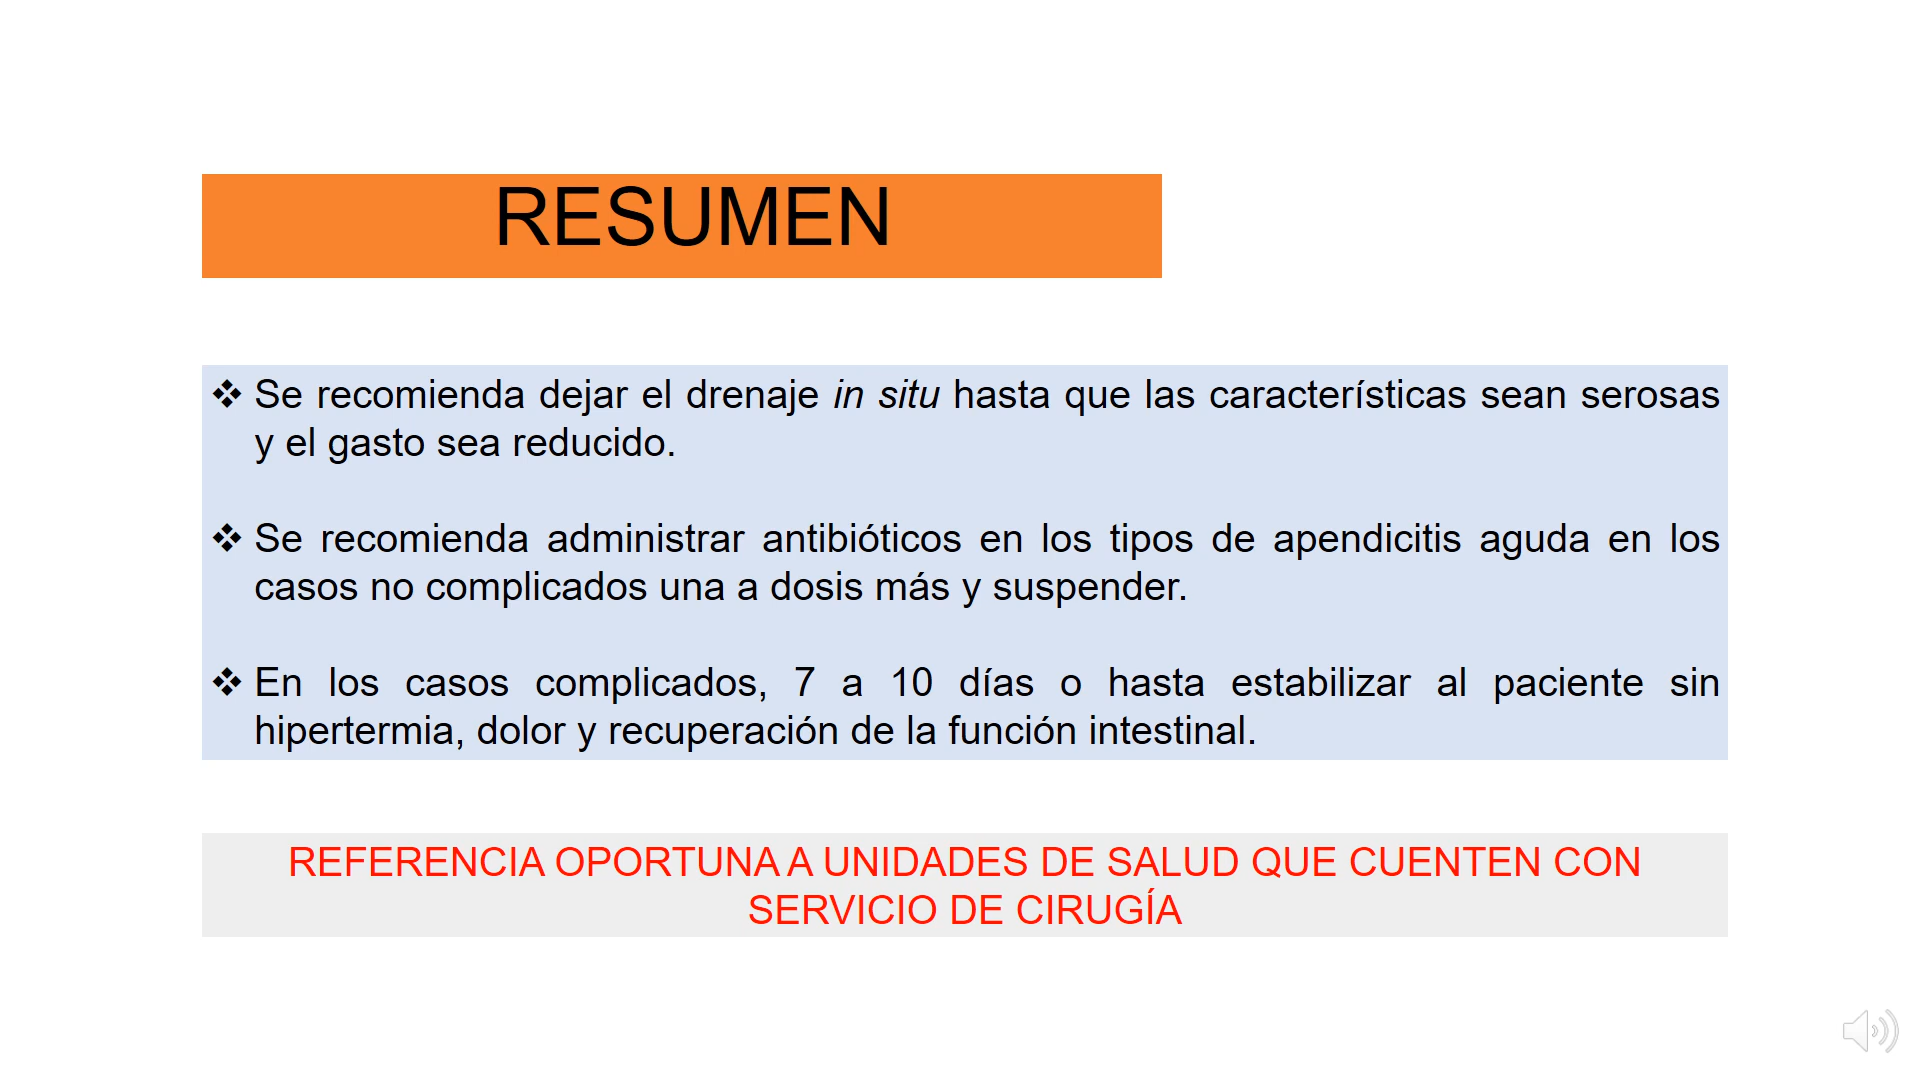 RESUMEN
❖ Se recomienda dejar el drenaje in situ hasta que las características sean serosas
y el gasto sea reducido.
❖ Se recomienda administrar antibióticos en los tipos de apendicitis aguda en los
casos no complicados una a dosis más y suspender.
❖ En los casos complicados, 7 a 10 días o hasta estabilizar al paciente sin
hipertermia, dolor y recuperación de la función intestinal.
REFERENCIA OPORTUNA A UNIDADES DE SALUD QUE CUENTEN CON
SERVICIO DE CIRUGÍA